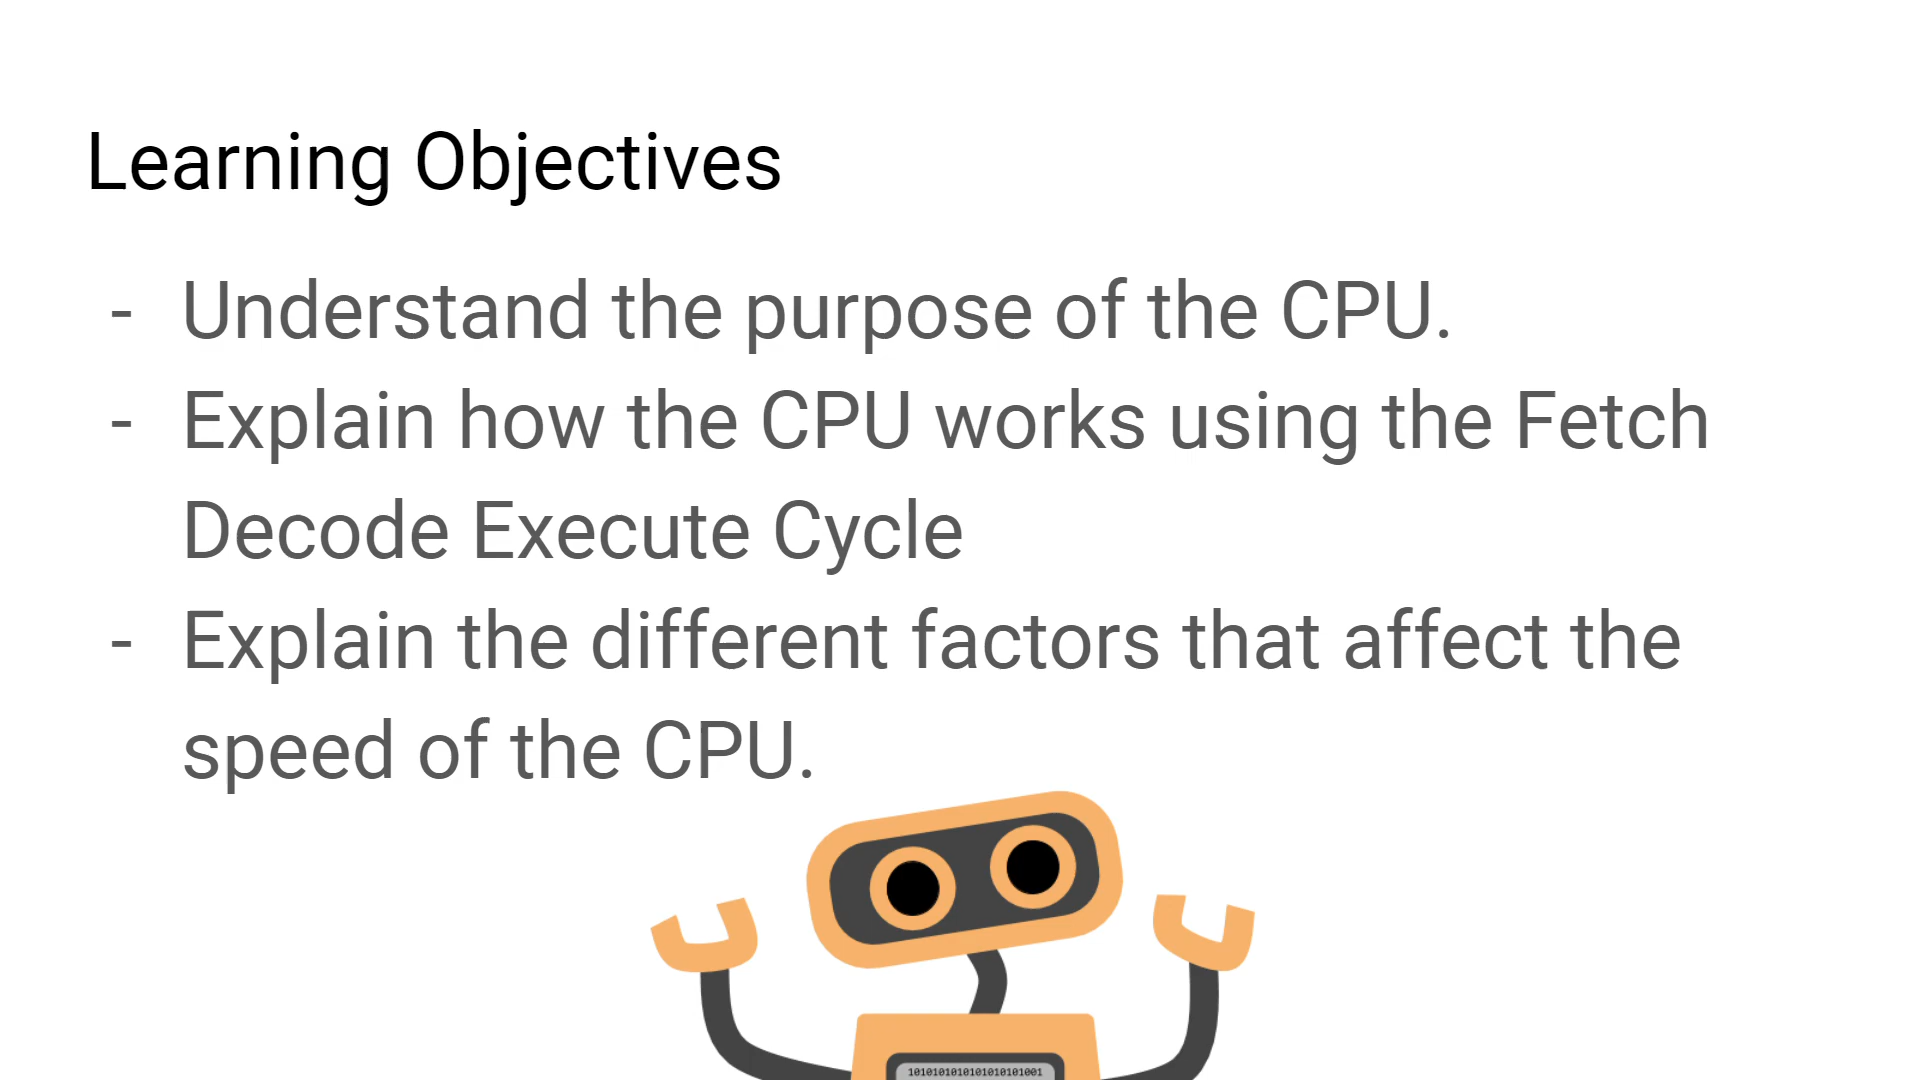 Learning Objectives
- Understand the purpose of the CPU.
- Explain how the CPU works using the Fetch
Decode Execute Cycle
- Explain the different factors that affect the
speed of the CPU.
1010101010101010101001